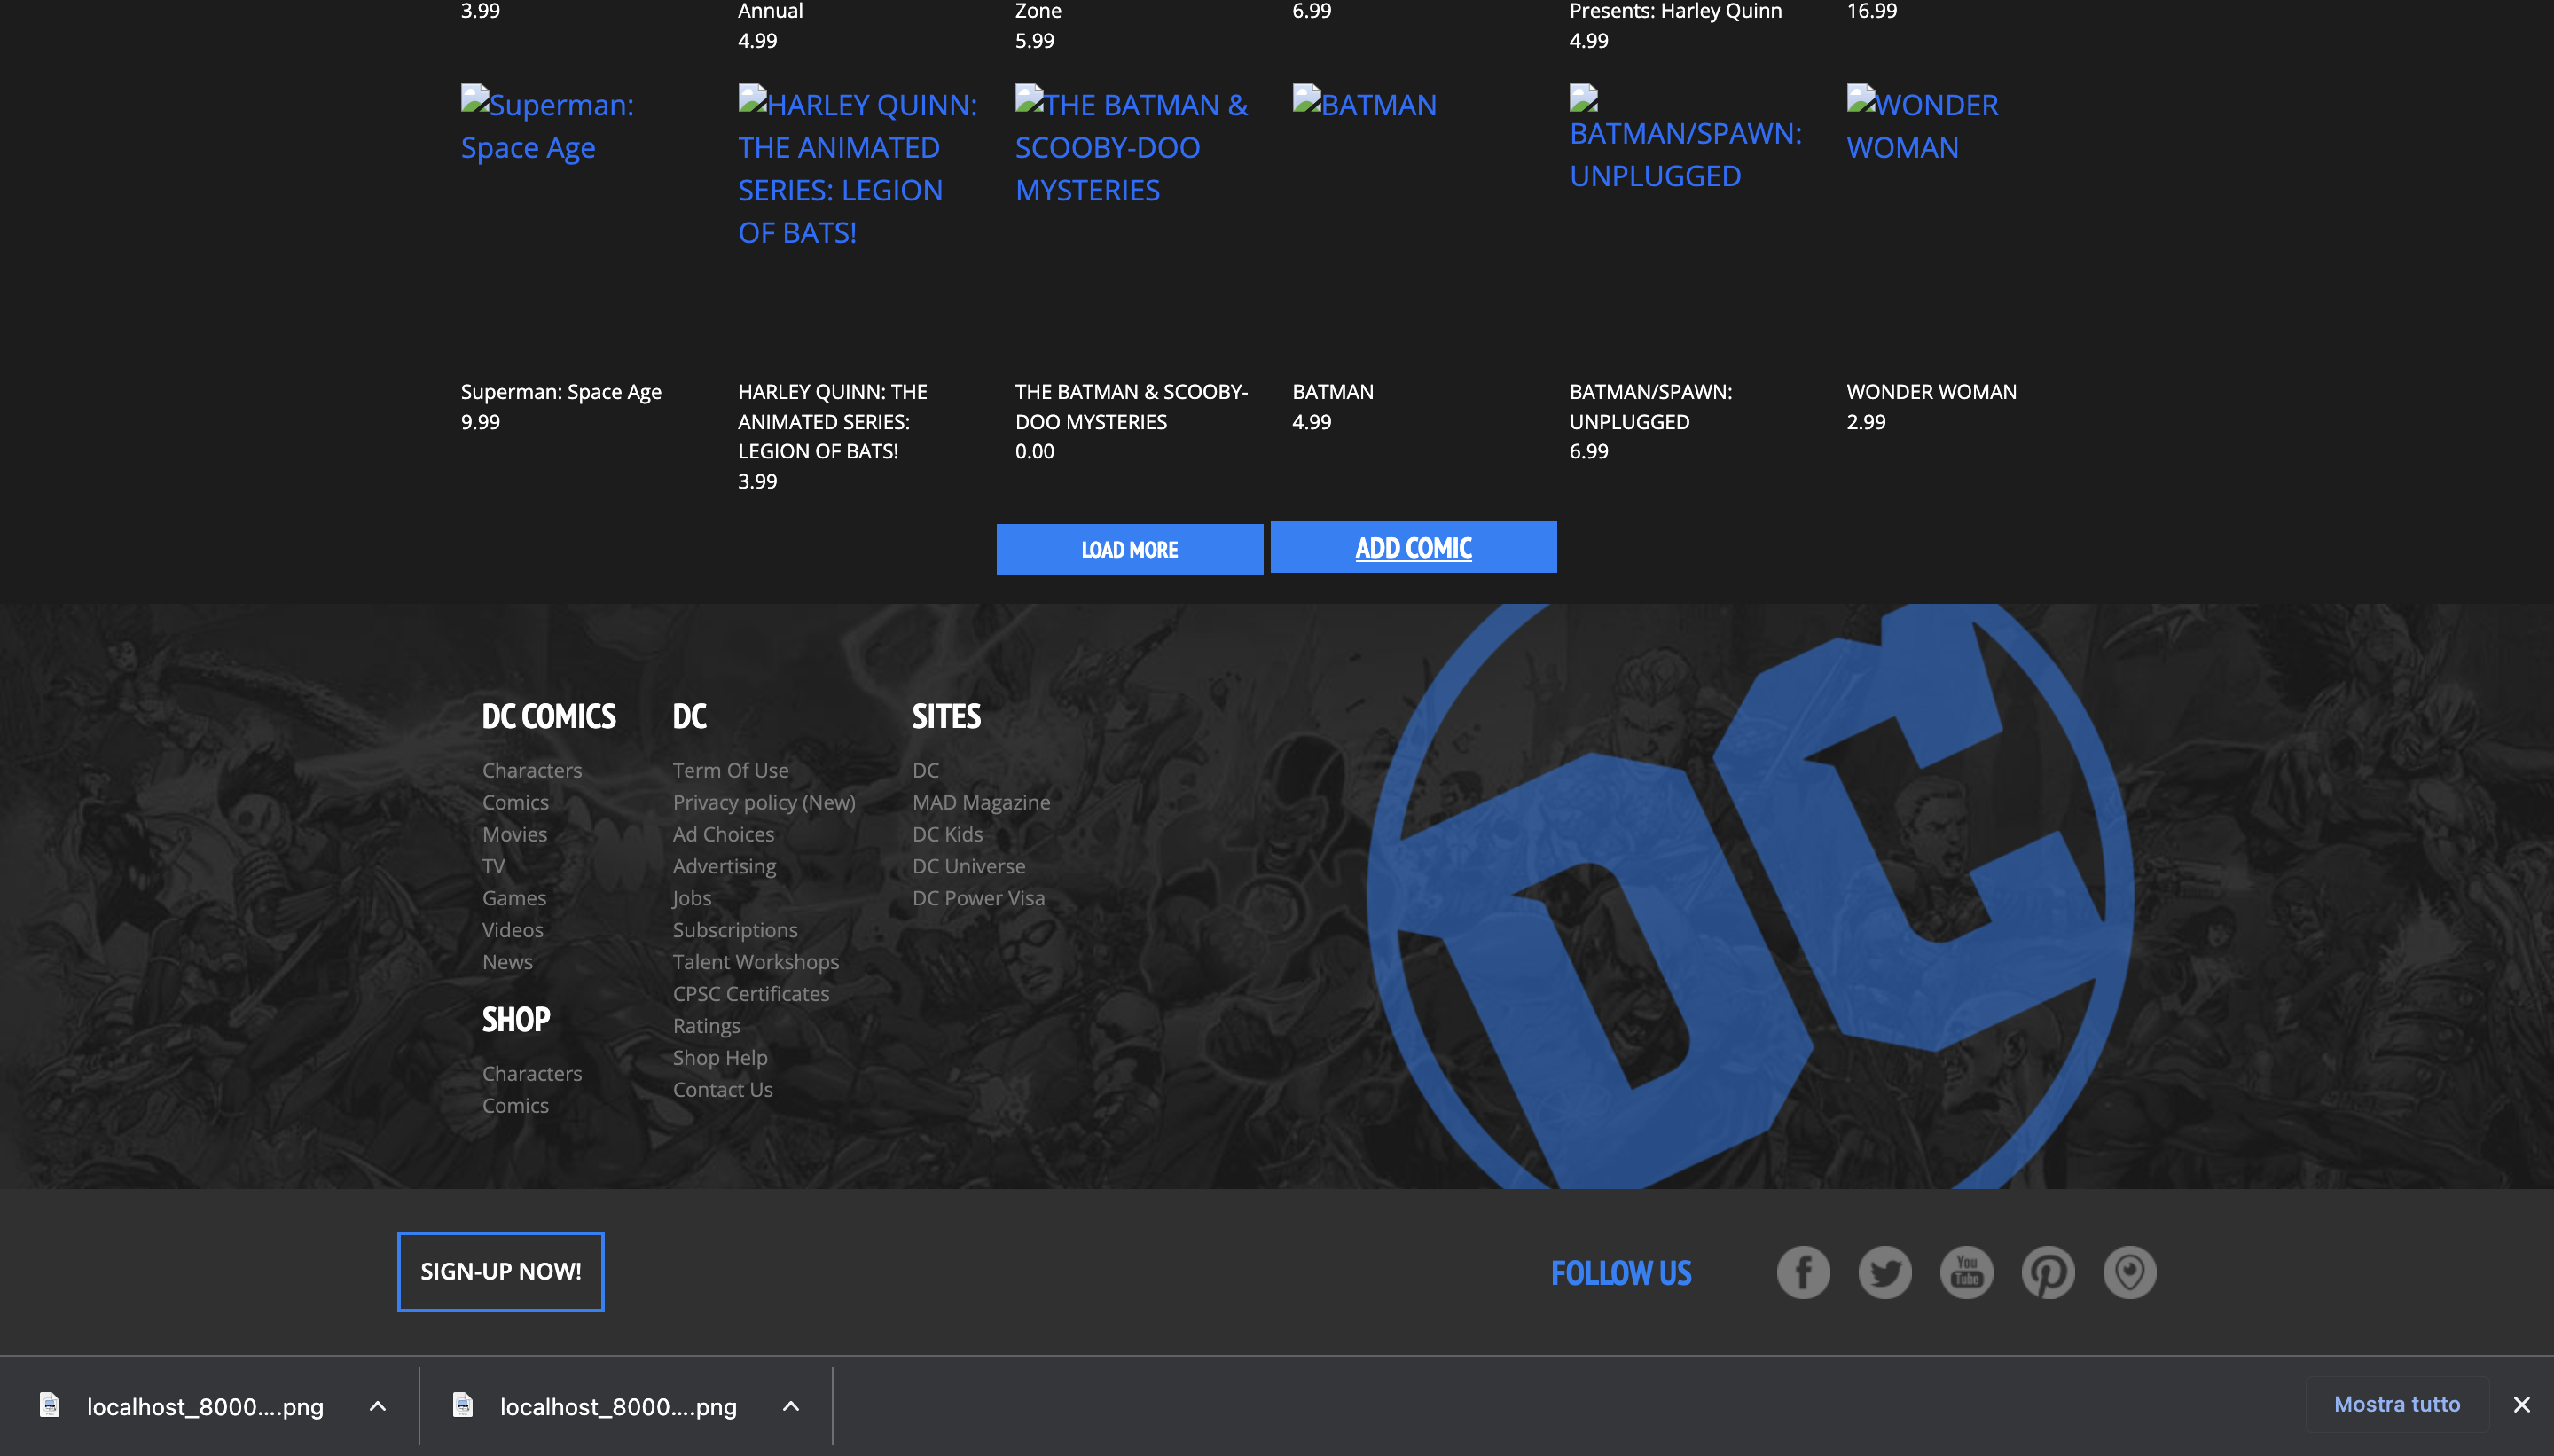 3.99
Annual
4.99
Zone
5.99
6.99
Presents: Harley Quinn
4.99
16.99
Superman:
Space Age
HARLEY QUINN:
THE ANIMATED
SERIES: LEGION
OF BATS!
THE BATMAN &
SCOOBY-DOO
MYSTERIES
BATMAN
BATMAN/SPAWN:
UNPLUGGED
WONDER
WOMAN
Superman: Space Age
9.99
HARLEY QUINN: THE
ANIMATED SERIES:
LEGION OF BATS!
3.99
THE BATMAN & SCOOBY-
DOO MYSTERIES
0.00
BATMAN
4.99
BATMAN/SPAWN:
UNPLUGGED
6.99
WONDER WOMAN
2.99
LOAD MORE
ADD COMIC
DC COMICS
Characters
Comics
Movies
TV
Games
Videos
News
SHOP
Characters
Comics
DC
Term Of Use
Privacy policy (New)
Ad Choices
Advertising
Jobs
Subscriptions
Talent Workshops
CPSC Certificates
Ratings
Shop Help
Contact Us
SITES
DC
MAD Magazine
DC Kids
DC Universe
DC Power Visa
DC
SIGN-UP NOW!
FOLLOW US
You
Tube
localhost_8000....png
localhost_8000....png
Mostra tutto